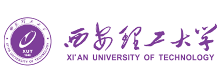 XUT
西安理工大学
XI'AN UNIVERSITY OF TECHNOLOGY